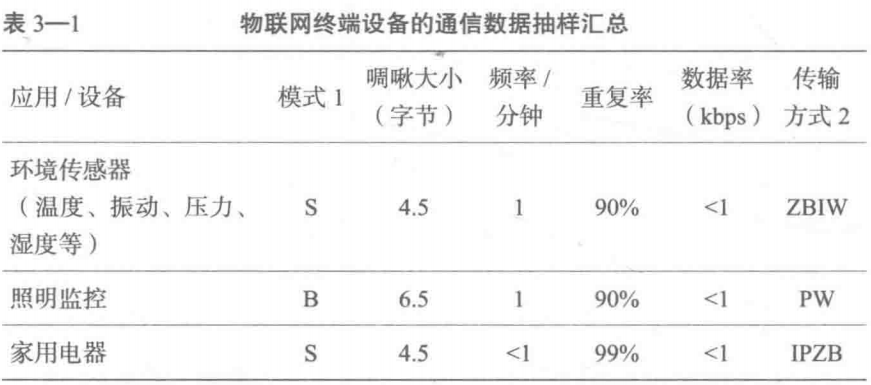 表 3—1 物联网终端设备的通信数据抽样汇总
应用 / 设备 模式 1 啁啾大小（字节） 频率 / 分钟 重复率 数据率（kbps） 传输方式 2
环境传感器
（温度、振动、压力、 S 4.5 1 90% <1 ZBIW
湿度等）
照明监控 B 6.5 1 90% <1 PW
家用电器 S 4.5 <1 99% <1 IPZB